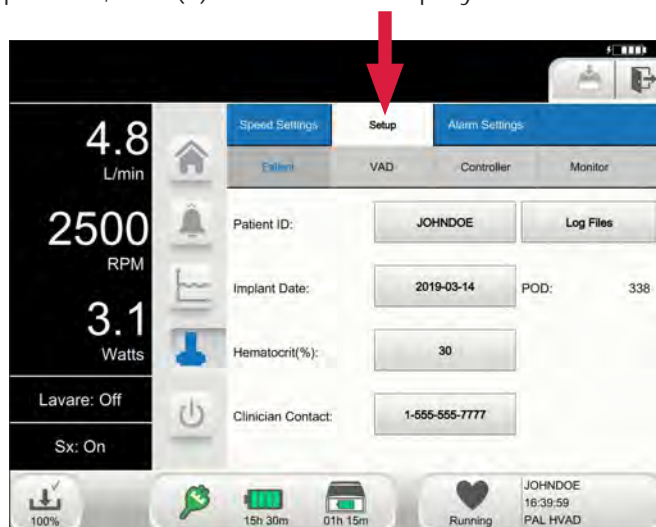 4.8
L/min
2500
RPM
3.1
Watts
Lavare: Off
Sx: On
100%
Speed Settings
Setup
Alarm Settings
Patient
VAD
Controller
Monitor
Patient ID:
JOHNDOE
Log Files
Implant Date:
2019-03-14
POD:
338
Hematocrit(%):
30
Clinician Contact:
1-555-555-7777
15h 30m
01h 15m
Running
JOHNDOE
16:39:59
PAL HVAD